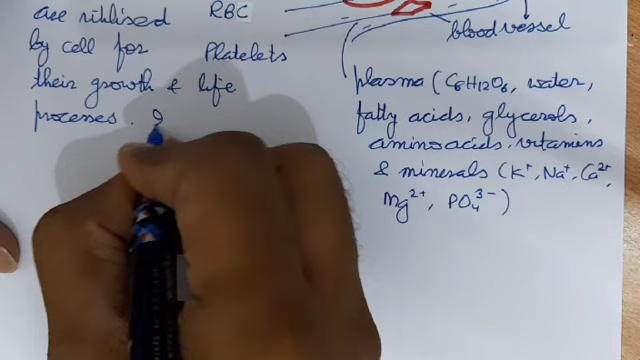 are utilised
by cell for
their growth & life
processes.
RBC
Platelets
blood vessel
plasma (C6H12O6, water,
fatty acids, glycerols,
amino acids, vitamins
& minerals (K⁺, Na⁺, Ca²⁺,
Mg²⁺, PO₄³⁻)